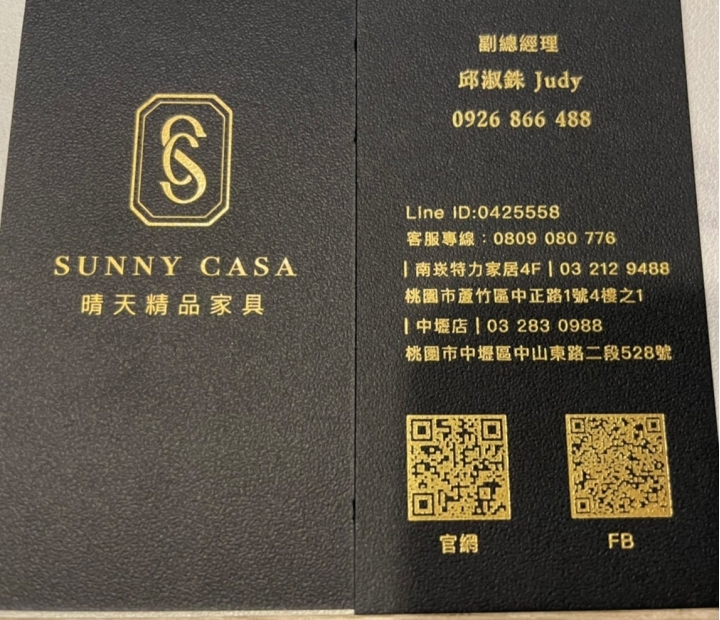 SUNNY CASA
晴天精品家具
副總經理
邱淑銖 Judy
0926 866 488
Line ID:0425558
客服專線：0809 080 776
| 南崁特力家居4F | 03 212 9488
桃園市蘆竹區中正路1號4樓之1
| 中壢店 | 03 283 0988
桃園市中壢區中山東路二段528號
官網
FB